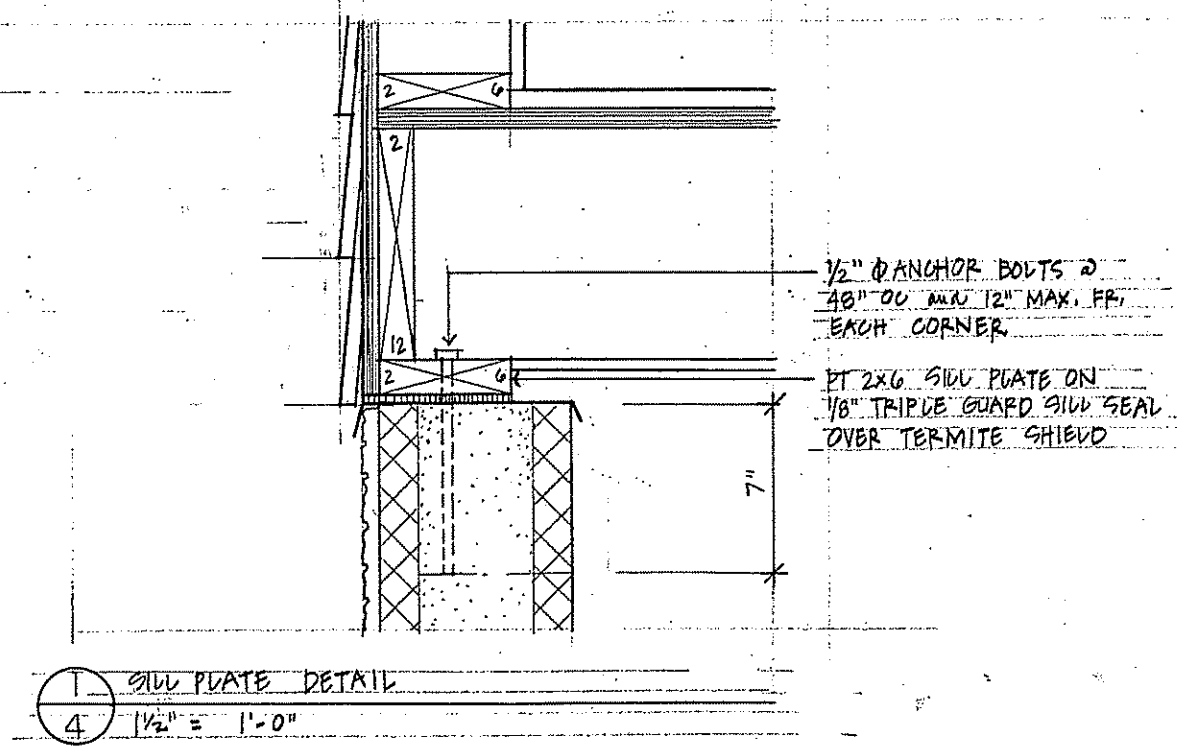 2 6
2
12
2 6
1/2" Φ ANCHOR BOLTS @
48" OC and 12" MAX. FR.
EACH CORNER
PT 2x6 SILL PLATE ON
1/8" TRIPLE GUARD SILL SEAL
OVER TERMITE SHIELD
7"
1
4
SILL PLATE DETAIL
1½" = 1'-0"